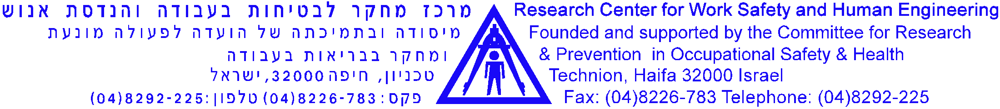 מרכז מחקר לבטיחות בעבודה והנדסת אנוש
מיסודה ובתמיכתה של הועדה לפעולה מונעת
ומחקר בבריאות בעבודה
טכניון, חיפה 32000, ישראל
פקס: 783-8226(04) טלפון: 225-8292(04)
Research Center for Work Safety and Human Engineering
Founded and supported by the Committee for Research
& Prevention in Occupational Safety & Health
Technion, Haifa 32000 Israel
Fax: (04)8226-783 Telephone: (04)8292-225